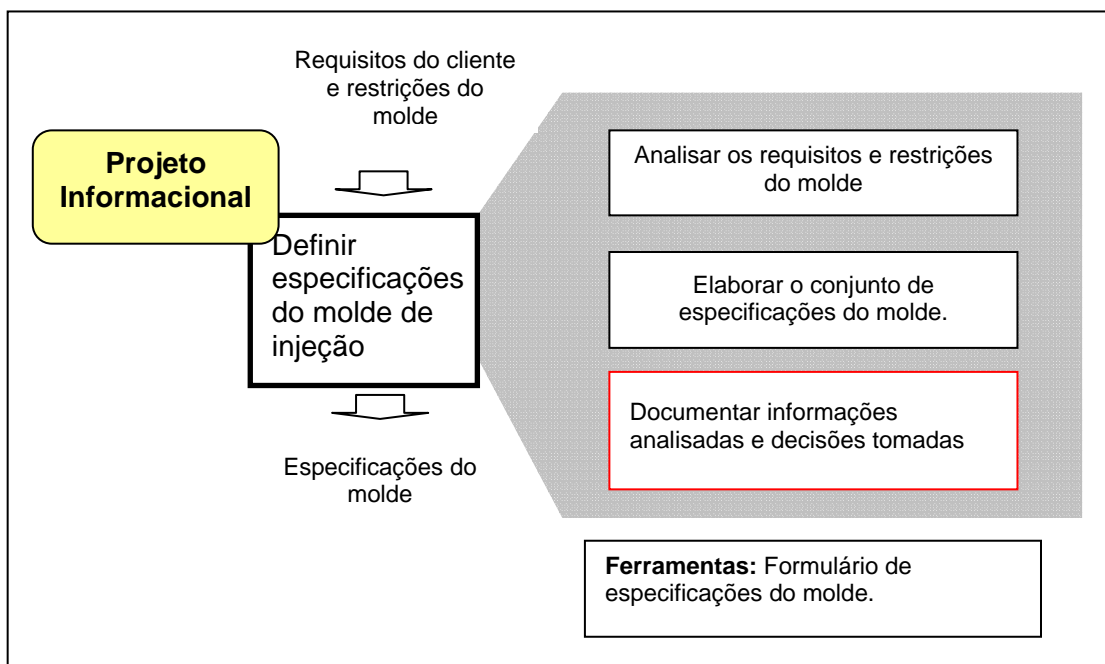 Requisitos do cliente
e restrições do
molde
Projeto
Informacional
Definir
especificações
do molde de
injeção
Especificações do
molde
Analisar os requisitos e restrições
do molde
Elaborar o conjunto de
especificações do molde.
Documentar informações
analisadas e decisões tomadas
Ferramentas: Formulário de
especificações do molde.